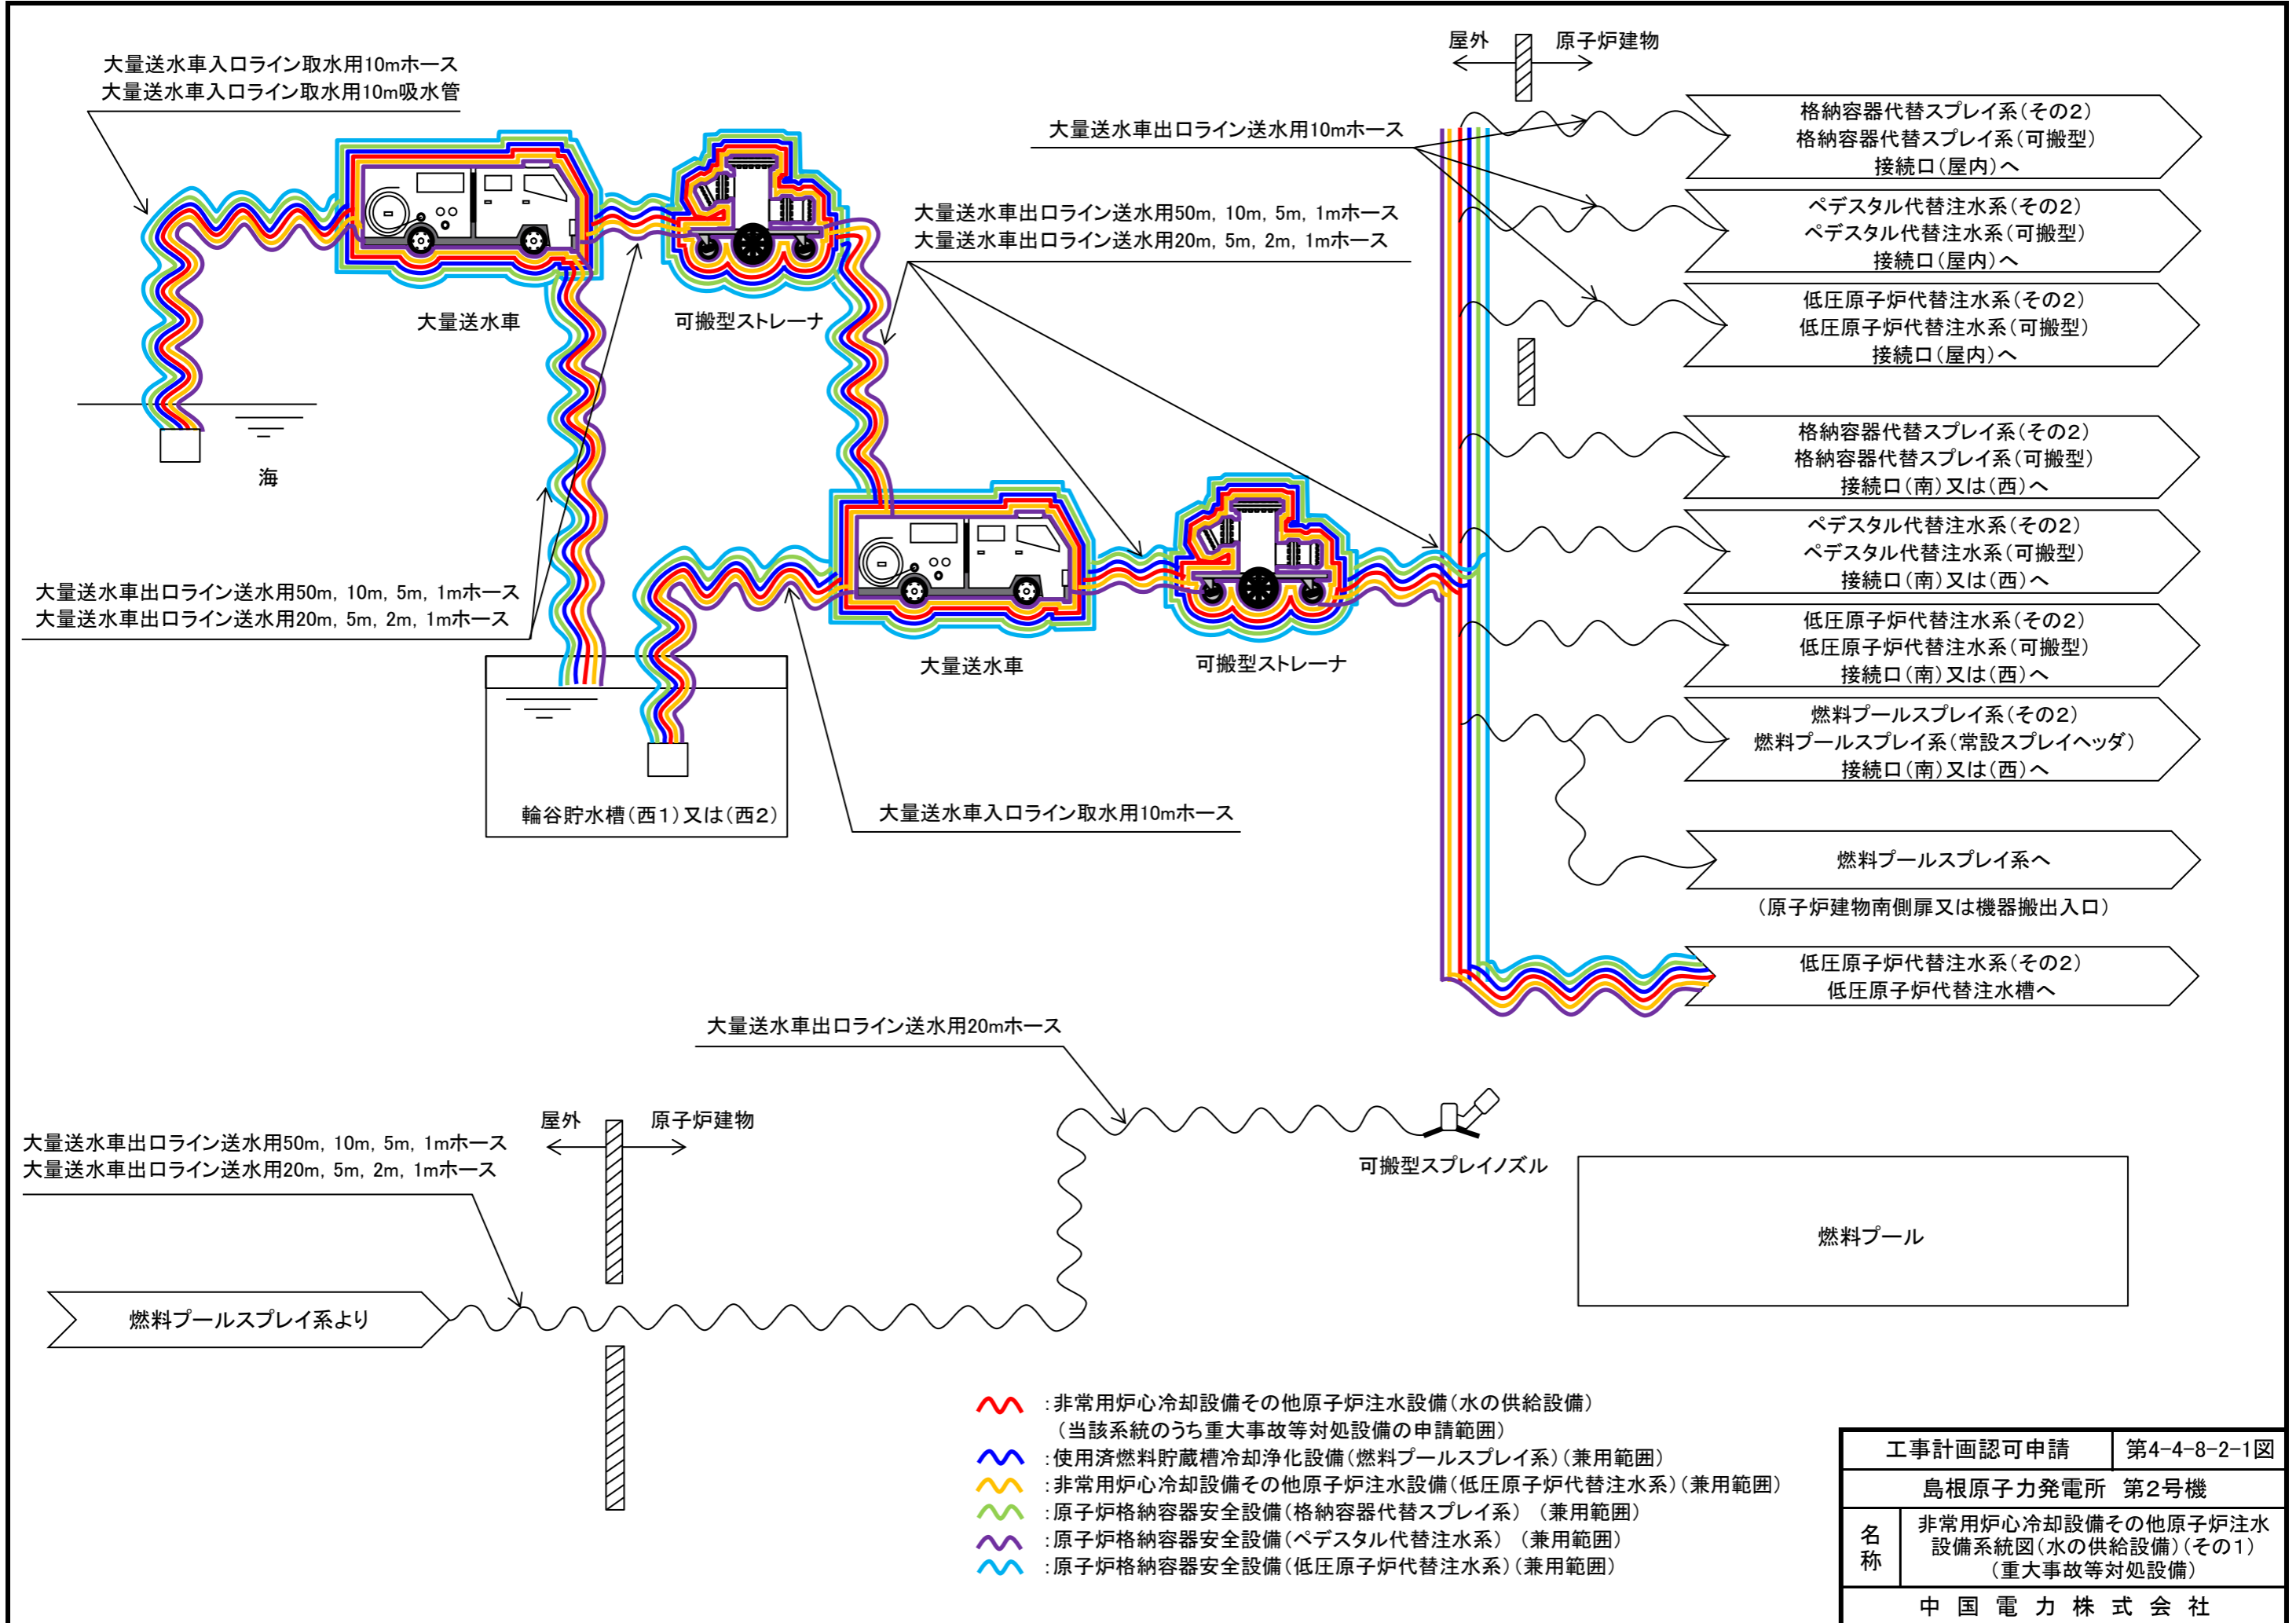 大量送水車入口ライン取水用10mホース
大量送水車入口ライン取水用10m吸水管
大量送水車
可搬型ストレーナ
海
大量送水車出口ライン送水用50m, 10m, 5m, 1mホース
大量送水車出口ライン送水用20m, 5m, 2m, 1mホース
輪谷貯水槽(西1)又は(西2)
大量送水車出口ライン送水用50m, 10m, 5m, 1mホース
大量送水車出口ライン送水用20m, 5m, 2m, 1mホース
大量送水車
可搬型ストレーナ
大量送水車入口ライン取水用10mホース
大量送水車出口ライン送水用10mホース
屋外
原子炉建物
格納容器代替スプレイ系(その2)
格納容器代替スプレイ系(可搬型)
接続口(屋内)へ
ペデスタル代替注水系(その2)
ペデスタル代替注水系(可搬型)
接続口(屋内)へ
低圧原子炉代替注水系(その2)
低圧原子炉代替注水系(可搬型)
接続口(屋内)へ
格納容器代替スプレイ系(その2)
格納容器代替スプレイ系(可搬型)
接続口(南)又は(西)へ
ペデスタル代替注水系(その2)
ペデスタル代替注水系(可搬型)
接続口(南)又は(西)へ
低圧原子炉代替注水系(その2)
低圧原子炉代替注水系(可搬型)
接続口(南)又は(西)へ
燃料プールスプレイ系(その2)
燃料プールスプレイ系(常設スプレイヘッダ)
接続口(南)又は(西)へ
燃料プールスプレイ系へ
(原子炉建物南側扉又は機器搬出入口)
低圧原子炉代替注水系(その2)
低圧原子炉代替注水槽へ
大量送水車出口ライン送水用20mホース
屋外
原子炉建物
大量送水車出口ライン送水用50m, 10m, 5m, 1mホース
大量送水車出口ライン送水用20m, 5m, 2m, 1mホース
可搬型スプレイノズル
燃料プール
燃料プールスプレイ系より
:非常用炉心冷却設備その他原子炉注水設備(水の供給設備)
(当該系統のうち重大事故等対処設備の申請範囲)
:使用済燃料貯蔵槽冷却浄化設備(燃料プールスプレイ系)(兼用範囲)
:非常用炉心冷却設備その他原子炉注水設備(低圧原子炉代替注水系)(兼用範囲)
:原子炉格納容器安全設備(格納容器代替スプレイ系) (兼用範囲)
:原子炉格納容器安全設備(ペデスタル代替注水系) (兼用範囲)
:原子炉格納容器安全設備(低圧原子炉代替注水系)(兼用範囲)
工事計画認可申請 第4-4-8-2-1図
島根原子力発電所 第2号機
名称
非常用炉心冷却設備その他原子炉注水
設備系統図(水の供給設備)(その1)
(重大事故等対処設備)
中国電力株式会社